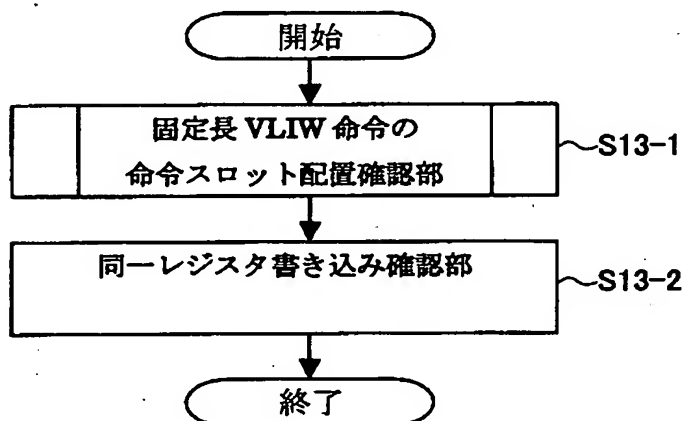 開始
固定長 VLIW 命令の
命令スロット配置確認部
S13-1
同一レジスタ書き込み確認部
S13-2
終了